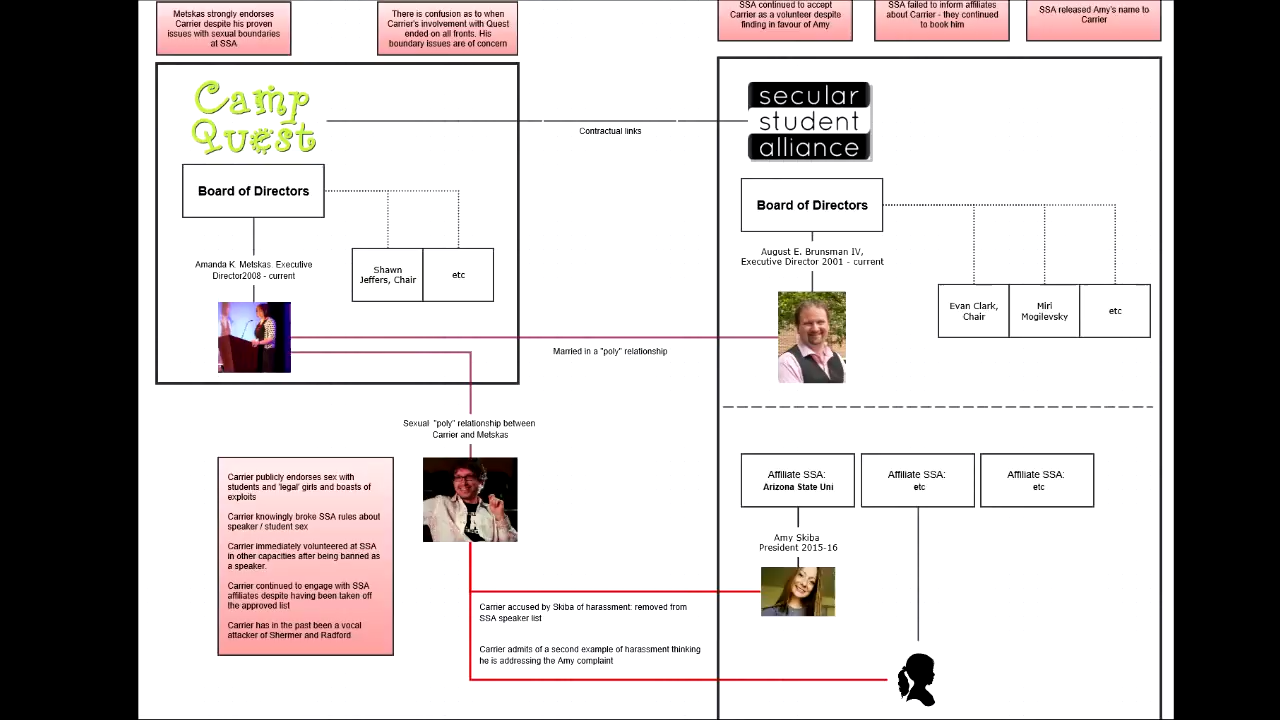 Metskas strongly endorses
Carrier despite his proven
issues with sexual boundaries
at SSA
There is confusion as to when
Carrier's involvement with Quest
ended on all fronts. His
boundary issues are of concern
SSA continued to accept
Carrier as a volunteer despite
finding in favour of Amy
SSA failed to inform affiliates
about Carrier - they continued
to book him
SSA released Amy's name to
Carrier
Camp
Quest
Contractual links
secular
student
alliance
Board of Directors
Amanda K. Metskas. Executive
Director2008 - current
Shawn
Jeffers, Chair
etc
Board of Directors
August E. Brunsman IV,
Executive Director 2001 - current
Evan Clark,
Chair
Miri
Mogilevsky
etc
Married in a "poly" relationship
Sexual "poly" relationship between
Carrier and Metskas
Carrier publicly endorses sex with
students and 'legal' girls and boasts of
exploits
Carrier knowingly broke SSA rules about
speaker / student sex
Carrier immediately volunteered at SSA
in other capacities after being banned as
a speaker.
Carrier continued to engage with SSA
affiliates despite having been taken off
the approved list
Carrier has in the past been a vocal
attacker of Shermer and Radford
Affiliate SSA:
Arizona State Uni
Affiliate SSA:
etc
Affiliate SSA:
etc
Amy Skiba
President 2015-16
Carrier accused by Skiba of harassment: removed from
SSA speaker list
Carrier admits of a second example of harassment thinking
he is addressing the Amy complaint